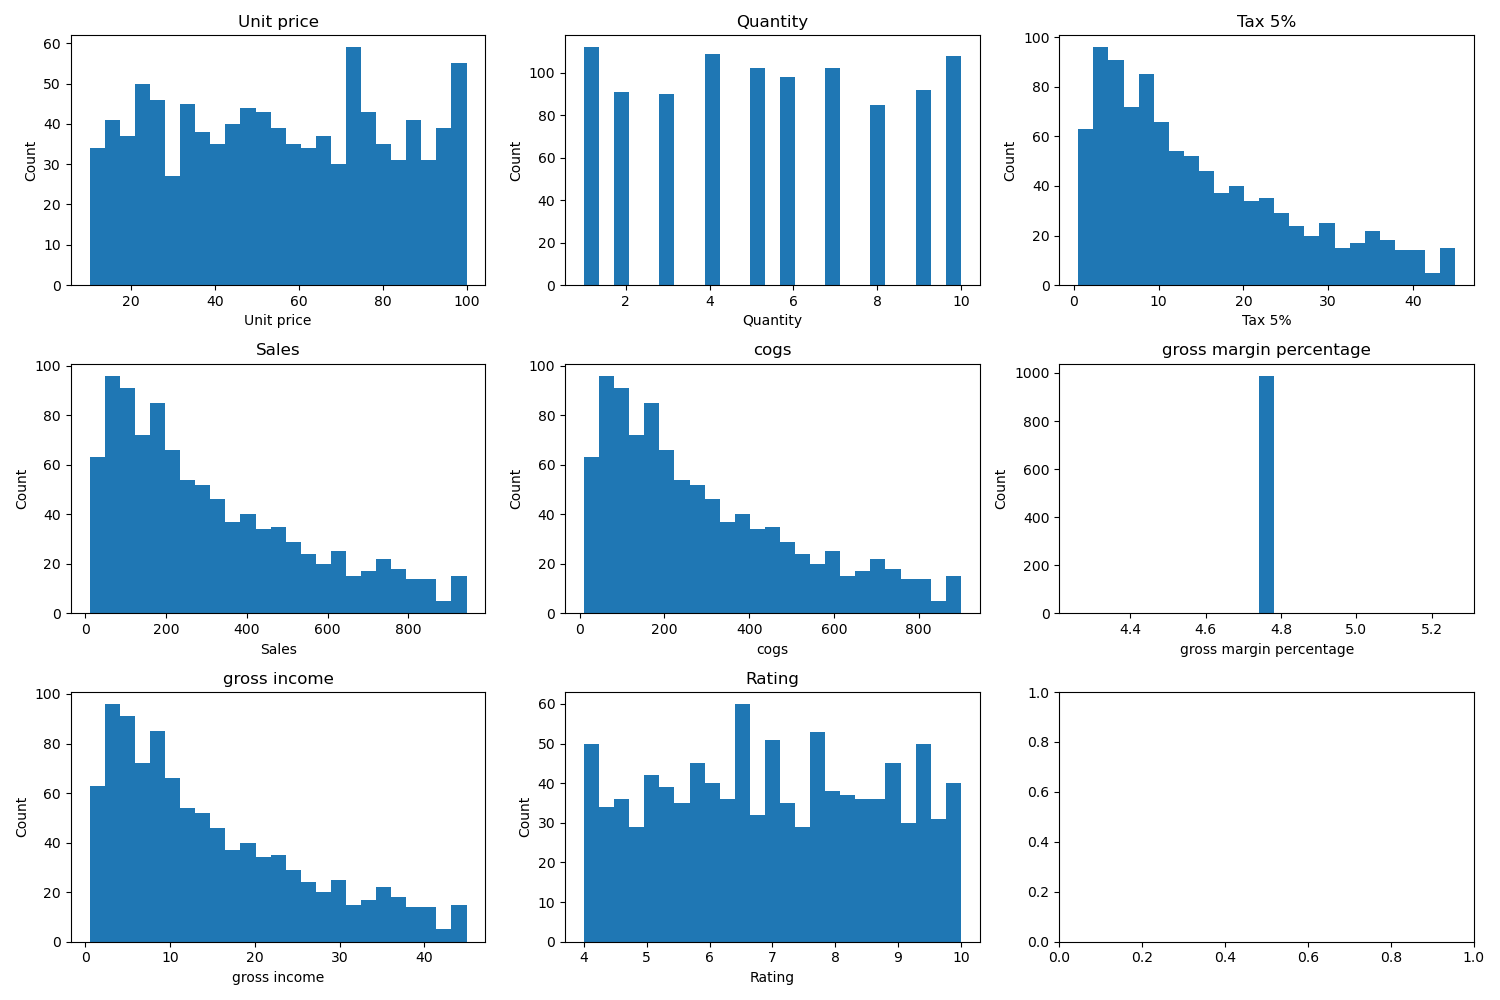 Unit price Quantity Tax 5%
60
50
40
30
20
10
0
Count
20 40 60 80 100
Unit price
100
80
60
40
20
0
Count
2 4 6 8 10
Quantity
100
80
60
40
20
0
Count
0 10 20 30 40
Tax 5%
Sales cogs gross margin percentage
100
80
60
40
20
0
Count
0 200 400 600 800
Sales
100
80
60
40
20
0
Count
0 200 400 600 800
cogs
1000
800
600
400
200
0
Count
4.4 4.6 4.8 5.0 5.2
gross margin percentage
gross income Rating
100
80
60
40
20
0
Count
0 10 20 30 40
gross income
60
50
40
30
20
10
0
Count
4 5 6 7 8 9 10
Rating
1.0
0.8
0.6
0.4
0.2
0.0
0.0 0.2 0.4 0.6 0.8 1.0